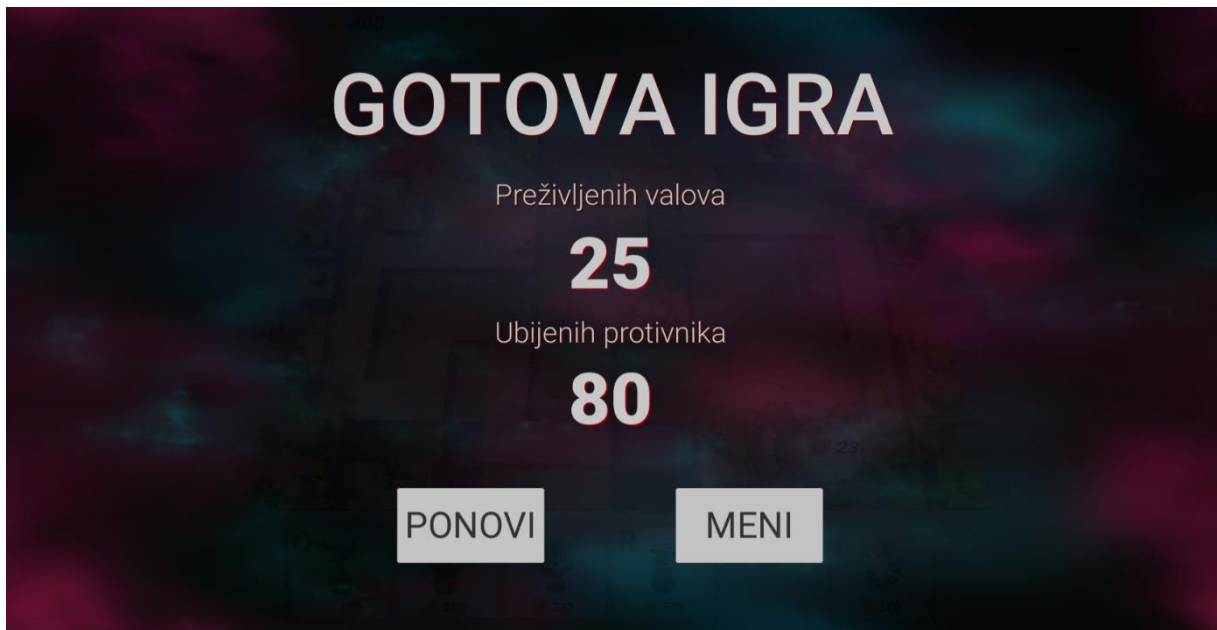 GOTOVA IGRA
Preživljenih valova
25
Ubijenih protivnika
80
PONOVI MENI